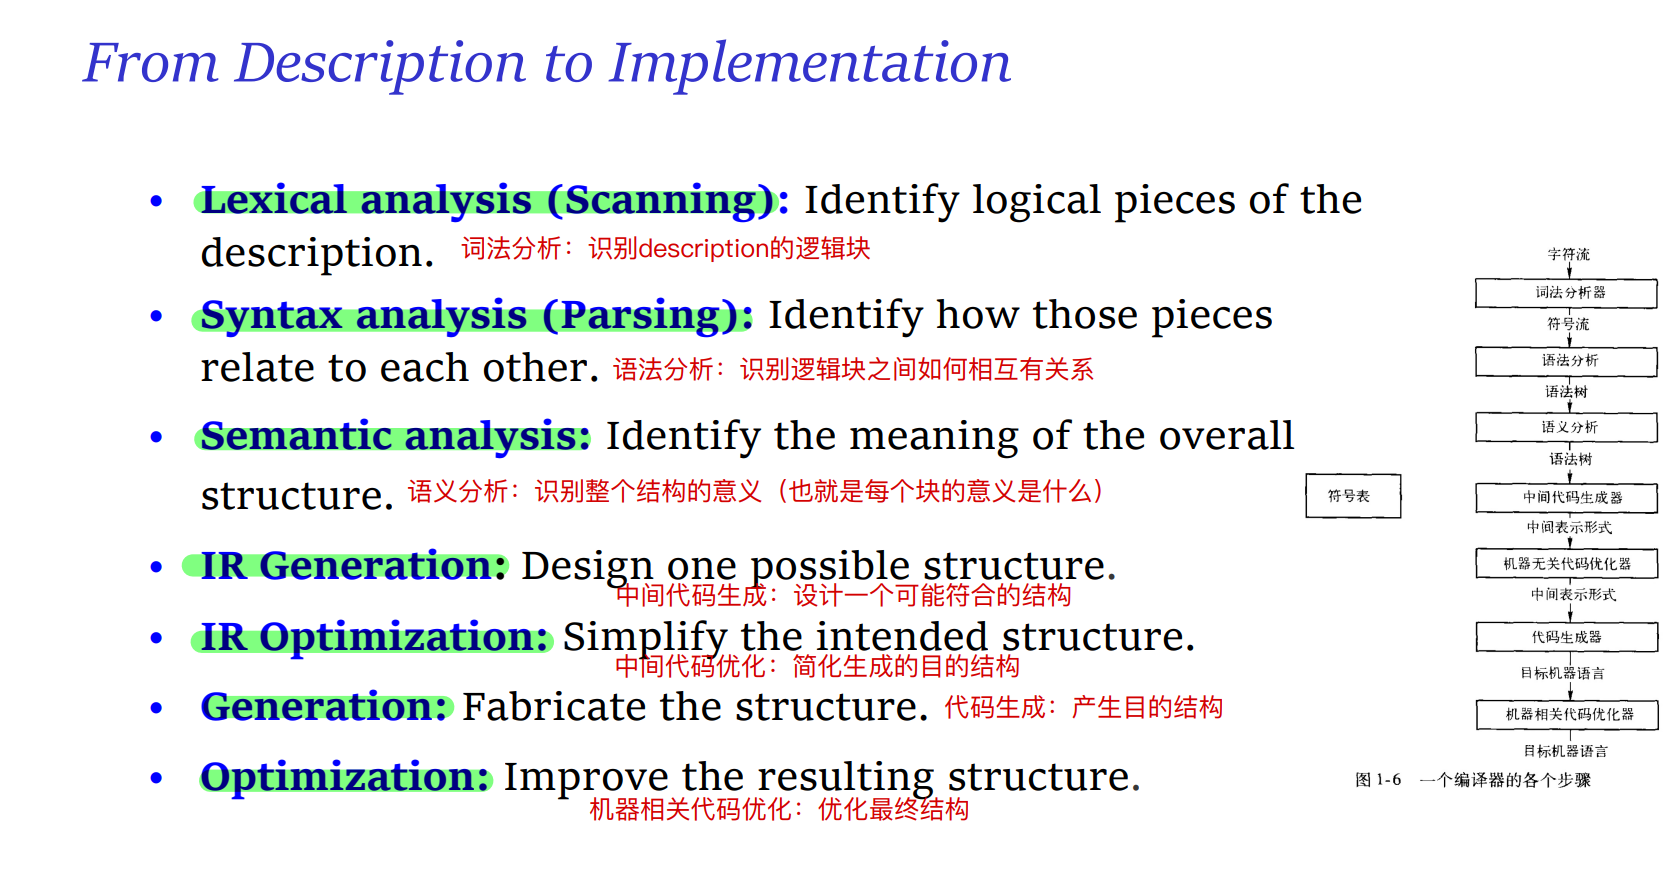 From Description to Implementation
• Lexical analysis (Scanning): Identify logical pieces of the
description. 词法分析：识别description的逻辑块
• Syntax analysis (Parsing): Identify how those pieces
relate to each other. 语法分析：识别逻辑块之间如何相互有关系
• Semantic analysis: Identify the meaning of the overall
structure. 语义分析：识别整个结构的意义（也就是每个块的意义是什么）
• IR Generation: Design one possible structure.
中间代码生成：设计一个可能符合的结构
• IR Optimization: Simplify the intended structure.
中间代码优化：简化生成的目的结构
• Generation: Fabricate the structure. 代码生成：产生目的结构
• Optimization: Improve the resulting structure.
机器相关代码优化：优化最终结构
字符流
词法分析器
符号流
语法分析
语法树
语义分析
语法树
符号表
中间代码生成器
中间表示形式
机器无关代码优化器
中间表示形式
代码生成器
目标机器语言
机器相关代码优化器
目标机器语言
图 1-6 一个编译器的各个步骤